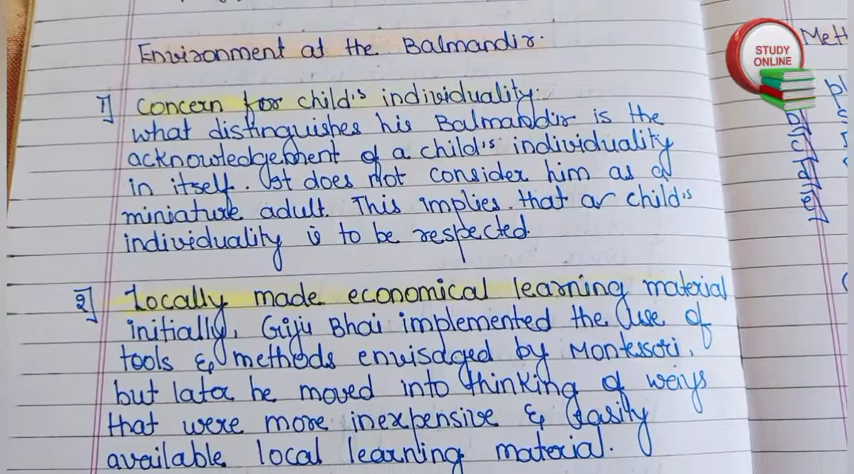 Environment at the Balmandir.
1] Concern for child's individuality:
what distinguishes his Balmandir is the
acknowledgement of a child's individuality
in itself. It does not consider him as a
miniature adult. This implies that a child's
individuality is to be respected.
२] Locally made economical learning material
initially, Giju Bhai implemented the use of
tools & methods envisaged by Montessori,
but later he moved into thinking of ways
that were more inexpensive & easily
available local learning material.
STUDY
ONLINE
Meth